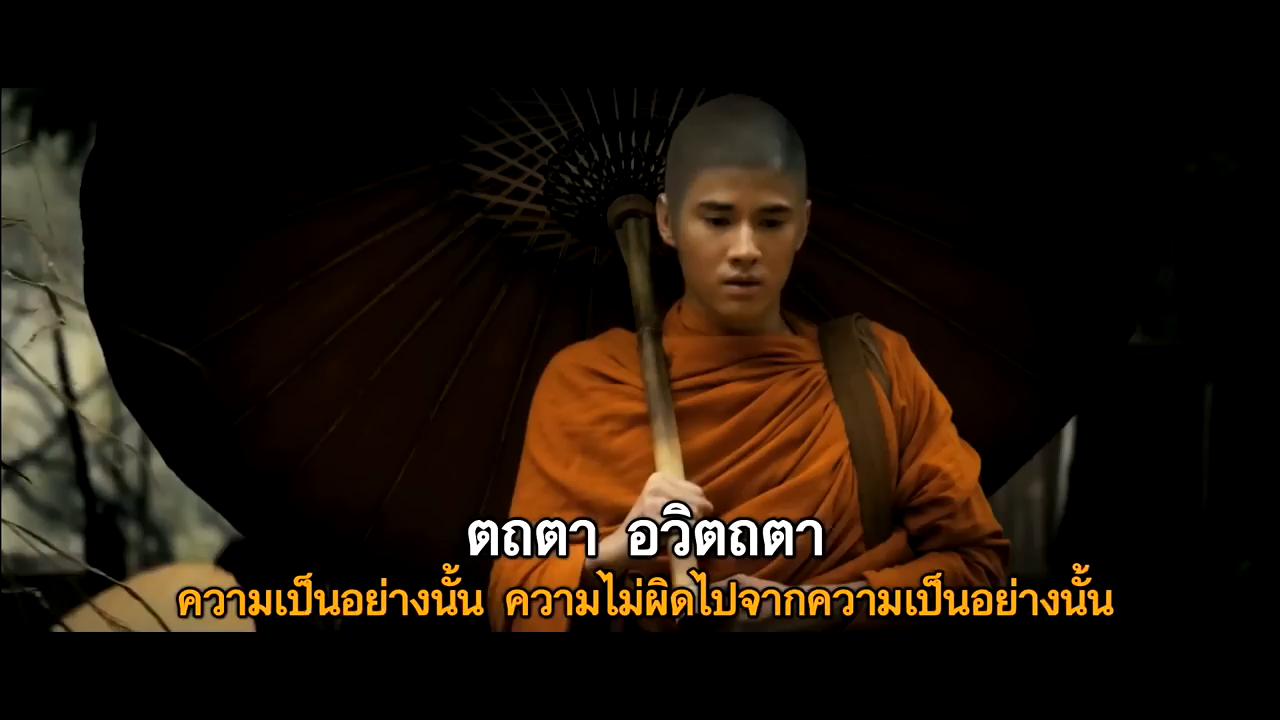 ตถตา อวิตถตา
ความเป็นอย่างนั้น ความไม่ผิดไปจากความเป็นอย่างนั้น